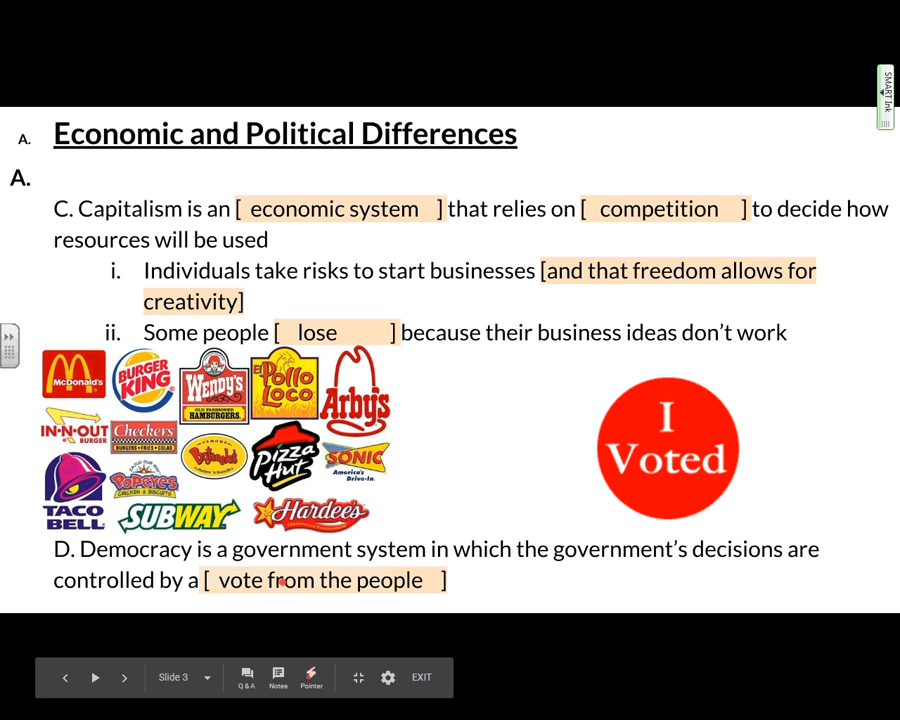 SMART Ink
A. Economic and Political Differences
A.
C. Capitalism is an [ economic system ] that relies on [ competition ] to decide how
resources will be used
i. Individuals take risks to start businesses [and that freedom allows for
creativity]
ii. Some people [ lose ] because their business ideas don't work
McDonald's
BURGER
KING
WENDY'S
OLD FASHIONED
HAMBURGERS.
El Pollo
Loco
Arby's
IN-N-OUT
BURGER
Checkers
BURGERS • FRIES • COLAS
FAMOUS
Bojangles'
Pizza
Hut
SONIC
America's
Drive-In.
TACO
BELL
POPEYES
CHICKEN & BISCUITS
SUBWAY
Hardee's
I
Voted
D. Democracy is a government system in which the government's decisions are
controlled by a [ vote from the people ]
Slide 3
Q & A
Notes
Pointer
EXIT